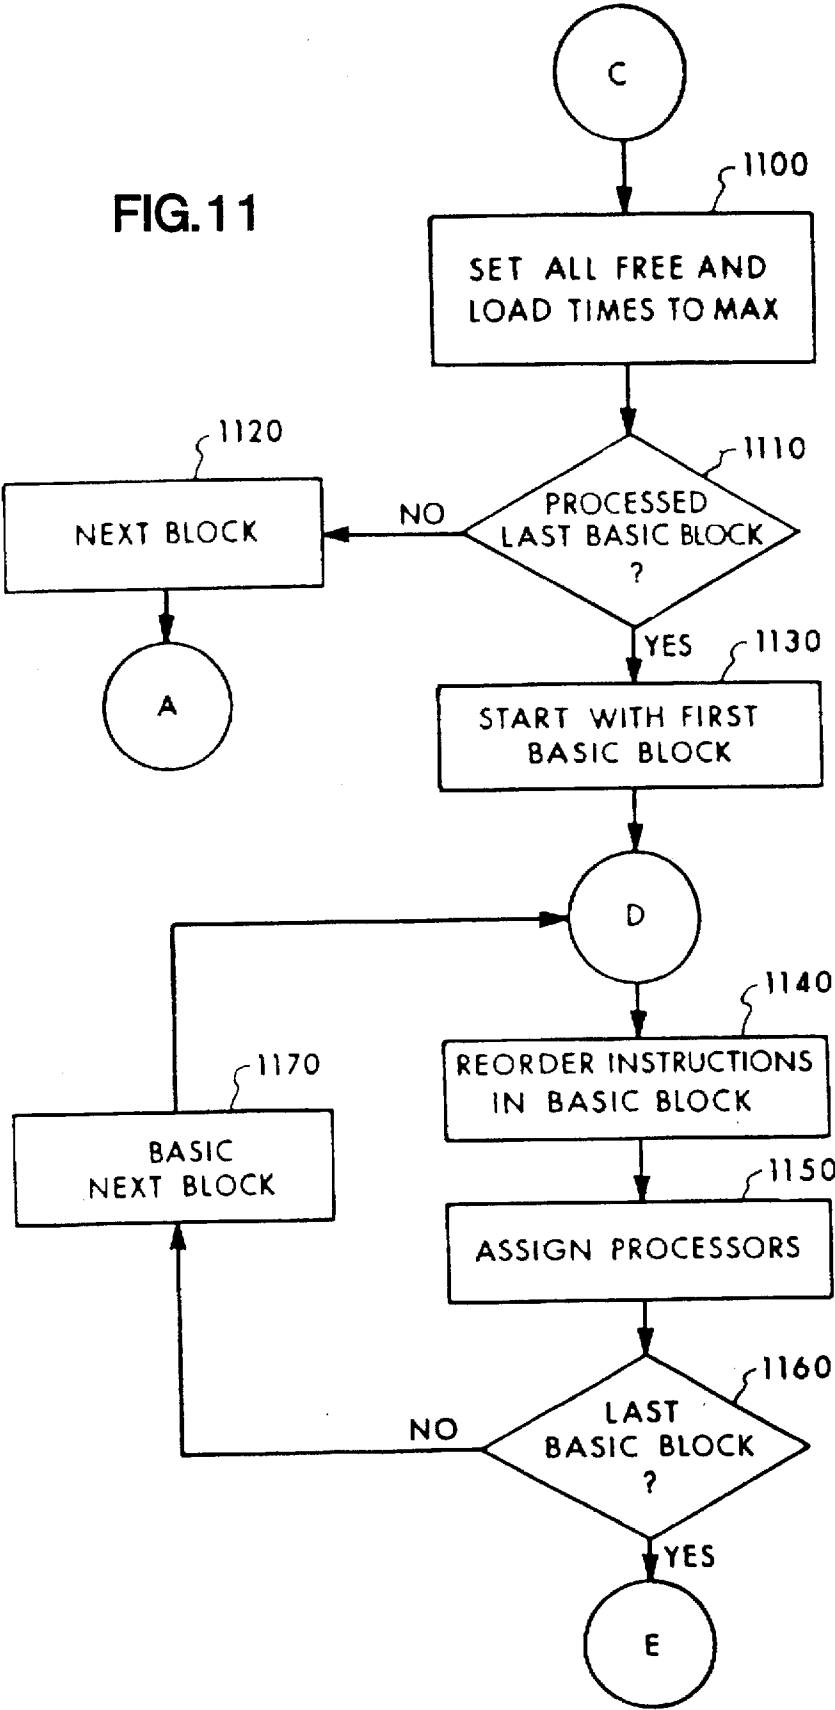 C
1100
FIG. 11
SET ALL FREE AND
LOAD TIMES TO MAX
1120
1110
NEXT BLOCK
NO
PROCESSED
LAST BASIC BLOCK
?
YES
1130
A
START WITH FIRST
BASIC BLOCK
D
1140
REORDER INSTRUCTIONS
IN BASIC BLOCK
1170
BASIC
NEXT BLOCK
1150
ASSIGN PROCESSORS
1160
NO
LAST
BASIC BLOCK
?
YES
E